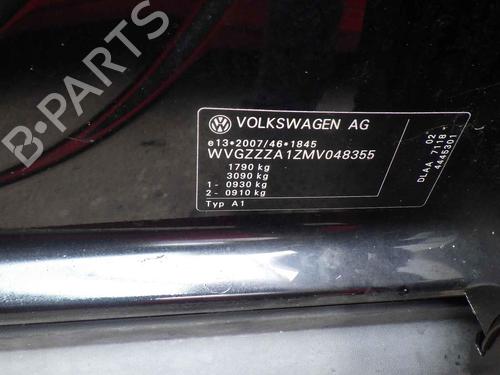 B-PARTS
VOLKSWAGEN AG
e13*2007/46*1845
WVGZZZA1ZMV048355
1790 kg
3090 kg
1- 0930 kg
2- 0910 kg
Typ A1
02
DLAA 7118-
4445301
B-PARTS